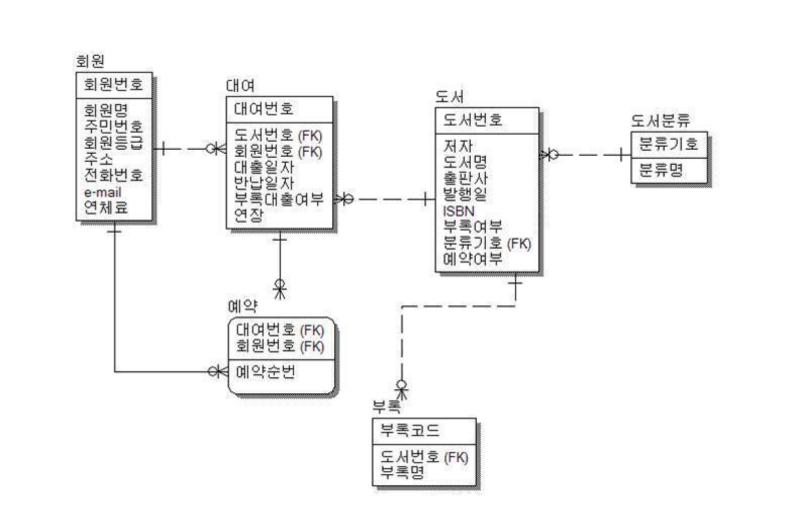 회원
회원번호
회원명
주민번호
회원등급
주소
전화번호
e-mail
연체료
대여
대여번호
도서번호 (FK)
회원번호 (FK)
대출일자
반납일자
부록대출여부
연장
도서
도서번호
저자
도서명
출판사
발행일
ISBN
부록여부
분류기호 (FK)
예약여부
도서분류
분류기호
분류명
예약
대여번호 (FK)
회원번호 (FK)
예약순번
부록
부록코드
도서번호 (FK)
부록명